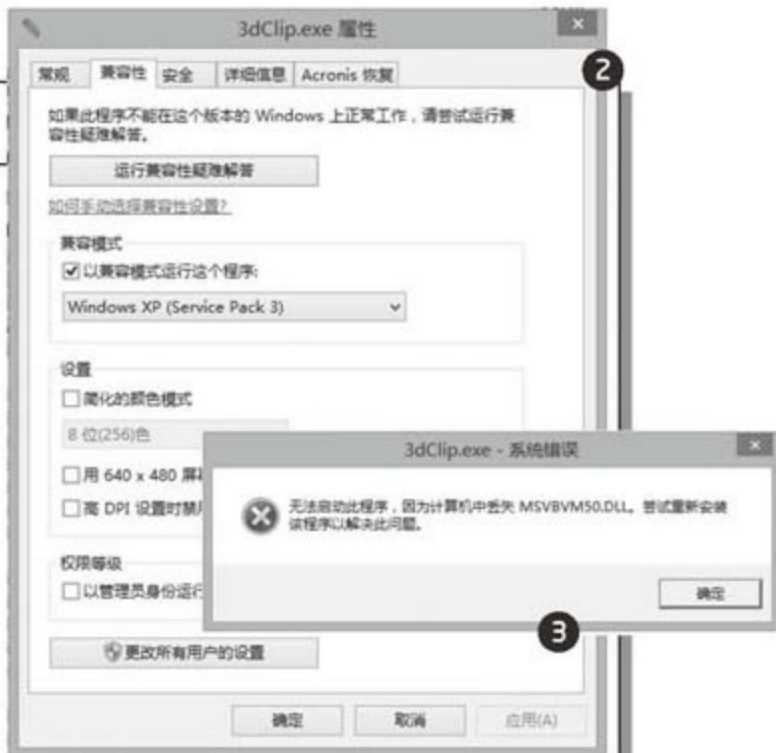 3dClip.exe 属性
2
常规 兼容性 安全 详细信息 Acronis 恢复
如果此程序不能在这个版本的 Windows 上正常工作，请尝试运行兼
容性疑难解答。
运行兼容性疑难解答
如何手动选择兼容性设置?
兼容模式
以兼容模式运行这个程序:
Windows XP (Service Pack 3)
设置
简化的颜色模式
8 位(256)色
用 640 x 480 屏
高 DPI 设置时禁
权限等级
以管理员身份运行
更改所有用户的设置
确定 取消 应用(A)
3dClip.exe - 系统错误
无法启动此程序，因为计算机中丢失 MSVBVM50.DLL。尝试重新安装
该程序以解决此问题。
确定
3